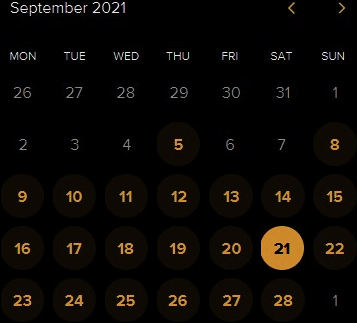 September 2021
MON TUE WED THU FRI SAT SUN
26 27 28 29 30 31 1
2 3 4 5 6 7 8
9 10 11 12 13 14 15
16 17 18 19 20 21 22
23 24 25 26 27 28 1